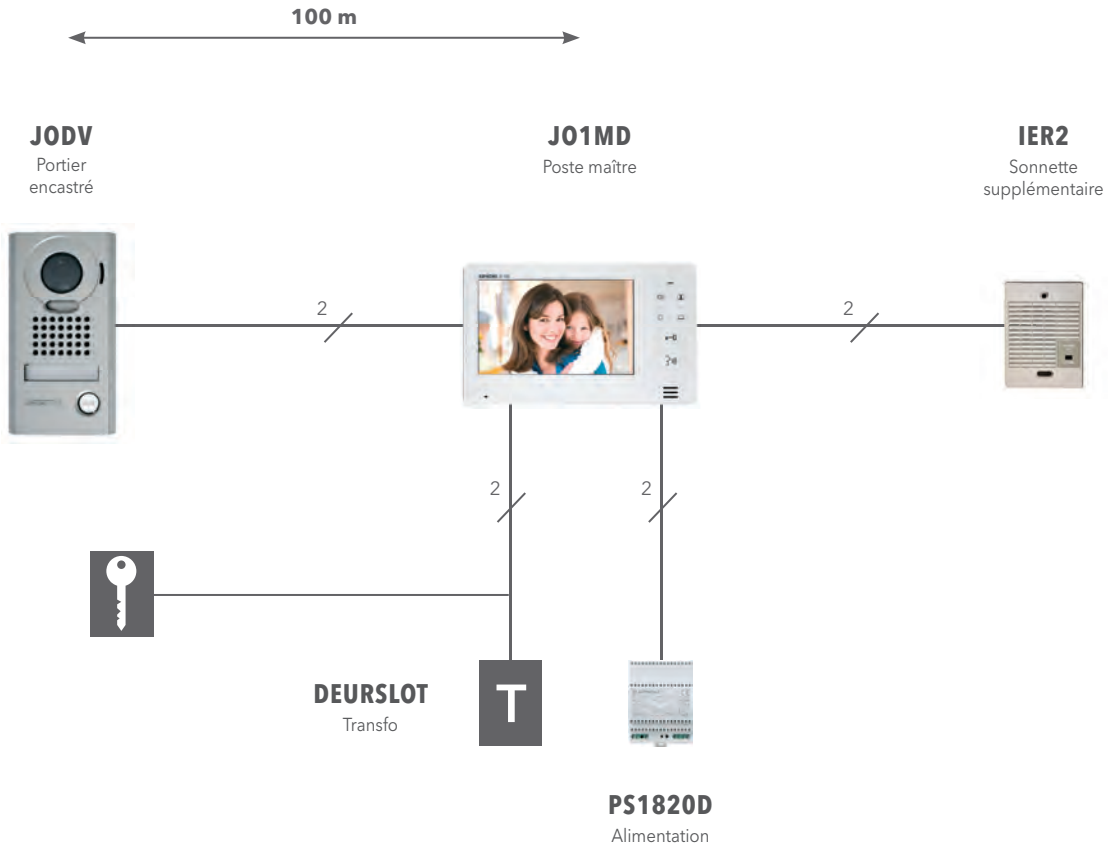 100 m
JODV
Portier
encastré
JO1MD
Poste maître
IER2
Sonnette
supplémentaire
2
2
2
2
DEURSLOT
Transfo
T
PS1820D
Alimentation